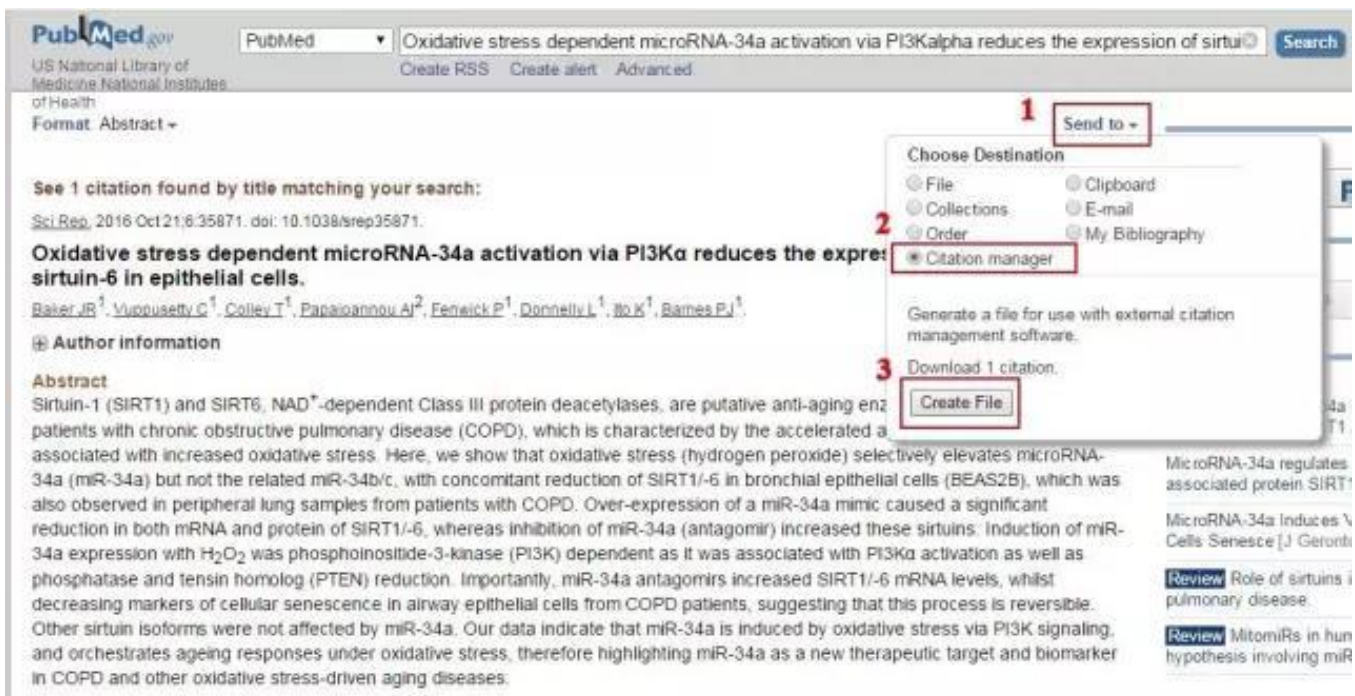 PubMed.gov
US National Library of
Medicine National Institutes
of Health
PubMed
Oxidative stress dependent microRNA-34a activation via PI3Kalpha reduces the expression of sirtui
Search
Create RSS Create alert Advanced
Format: Abstract
1
Send to
Choose Destination
File
Clipboard
Collections
E-mail
2
Order
My Bibliography
Citation manager
Generate a file for use with external citation
management software.
Download 1 citation.
3
Create File
See 1 citation found by title matching your search:
Sci Rep. 2016 Oct 21;6:35871. doi: 10.1038/srep35871.
Oxidative stress dependent microRNA-34a activation via PI3Kα reduces the expres
sirtuin-6 in epithelial cells.
Baker JR1, Vuppusetty C1, Colley T1, Papaioannou AI2, Fenwick P1, Donnelly L1, Ito K1, Barnes PJ1.
Author information
Abstract
Sirtuin-1 (SIRT1) and SIRT6, NAD+-dependent Class III protein deacetylases, are putative anti-aging enz
patients with chronic obstructive pulmonary disease (COPD), which is characterized by the accelerated a
associated with increased oxidative stress. Here, we show that oxidative stress (hydrogen peroxide) selectively elevates microRNA-
34a (miR-34a) but not the related miR-34b/c, with concomitant reduction of SIRT1/-6 in bronchial epithelial cells (BEAS2B), which was
also observed in peripheral lung samples from patients with COPD. Over-expression of a miR-34a mimic caused a significant
reduction in both mRNA and protein of SIRT1/-6, whereas inhibition of miR-34a (antagomir) increased these sirtuins. Induction of miR-
34a expression with H2O2 was phosphoinositide-3-kinase (PI3K) dependent as it was associated with PI3Kα activation as well as
phosphatase and tensin homolog (PTEN) reduction. Importantly, miR-34a antagomirs increased SIRT1/-6 mRNA levels, whilst
decreasing markers of cellular senescence in airway epithelial cells from COPD patients, suggesting that this process is reversible.
Other sirtuin isoforms were not affected by miR-34a. Our data indicate that miR-34a is induced by oxidative stress via PI3K signaling,
and orchestrates ageing responses under oxidative stress, therefore highlighting miR-34a as a new therapeutic target and biomarker
in COPD and other oxidative stress-driven aging diseases.
F
4a
T1
MicroRNA-34a regulates
associated protein SIRT1
MicroRNA-34a Induces V
Cells Senesce [J Geronto
Review Role of sirtuins i
pulmonary disease.
Review MitomiRs in hum
hypothesis involving miR